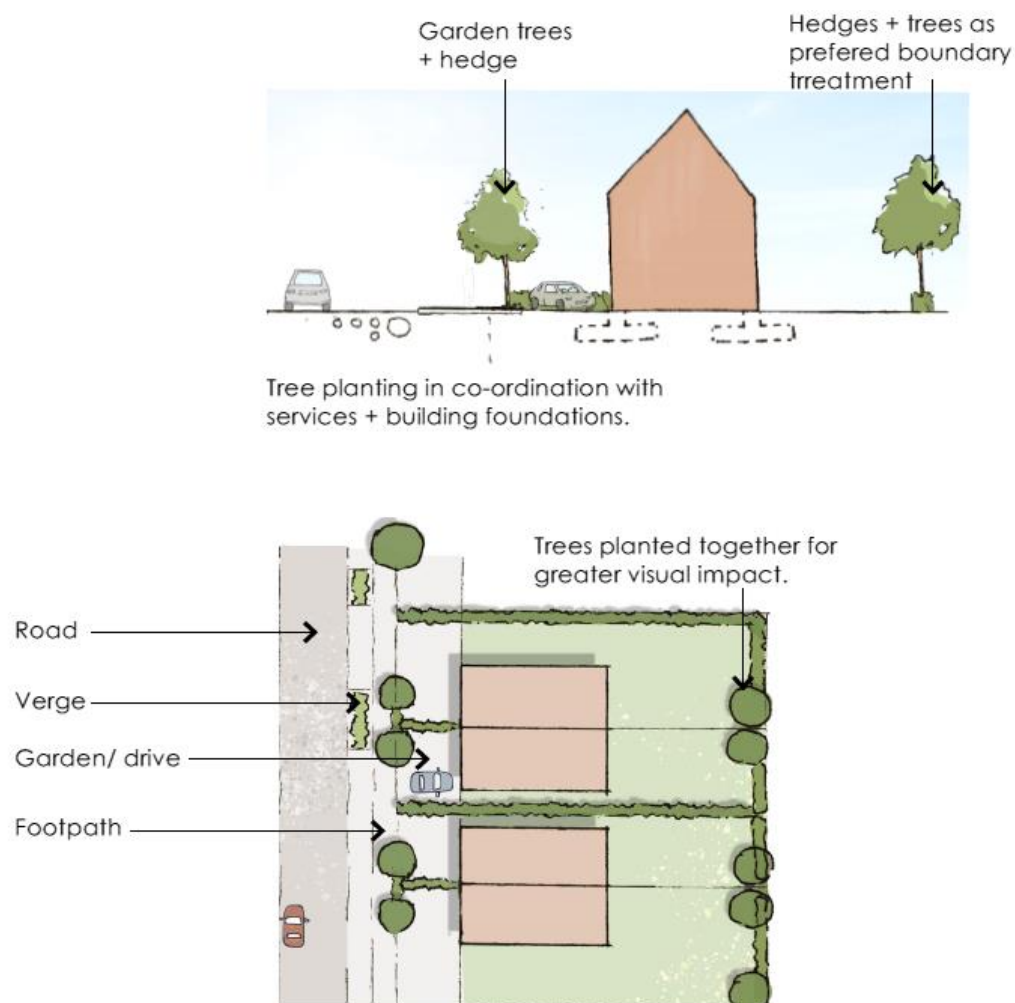 Garden trees
+ hedge
Hedges + trees as
prefered boundary
trreatment
Tree planting in co-ordination with
services + building foundations.
Trees planted together for
greater visual impact.
Road
Verge
Garden/ drive
Footpath